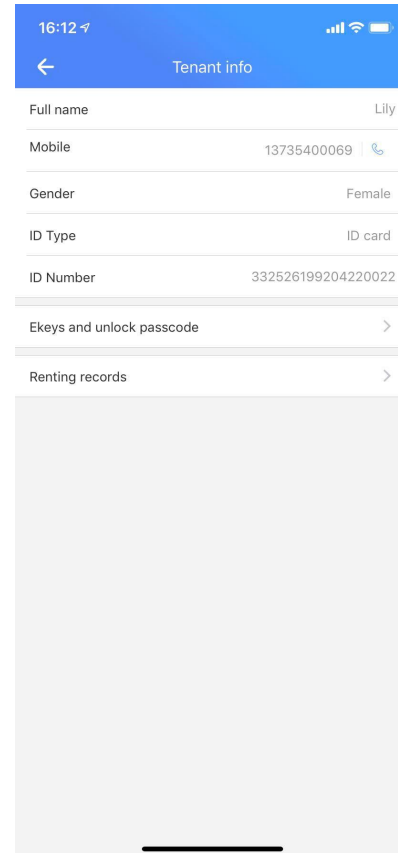 16:12
Tenant info
Full name Lily
Mobile 13735400069
Gender Female
ID Type ID card
ID Number 332526199204220022
Ekeys and unlock passcode
Renting records